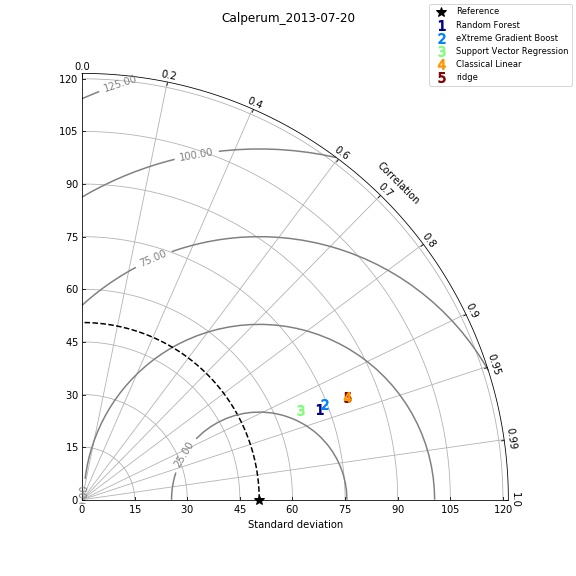 Calperum_2013-07-20
Reference
1 Random Forest
2 eXtreme Gradient Boost
3 Support Vector Regression
4 Classical Linear
5 ridge
0.0
0.2
0.4
0.6
0.7
0.8
0.9
0.95
0.99
1.0
Correlation
120
105
90
75
60
45
30
15
0
125.00
100.00
75.00
25.00
3
1
2
4
0 15 30 45 60 75 90 105 120
Standard deviation